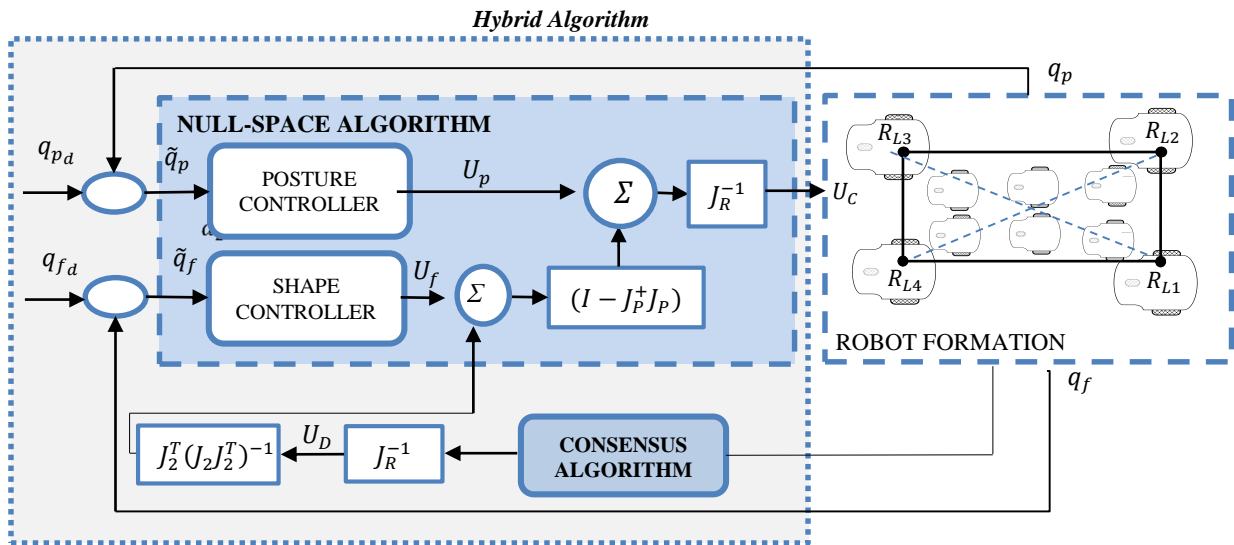 Hybrid Algorithm
q_p
NULL-SPACE ALGORITHM
q_{p_d}
q̃_p
POSTURE
CONTROLLER
U_p
Σ
J_R^{-1}
U_C
R_{L3}
R_{L2}
q_{f_d}
q̃_f
SHAPE
CONTROLLER
U_f
Σ
(I − J_P^+ J_P)
R_{L4}
R_{L1}
ROBOT FORMATION
q_f
J_2^T(J_2J_2^T)^{-1}
U_D
J_R^{-1}
CONSENSUS
ALGORITHM